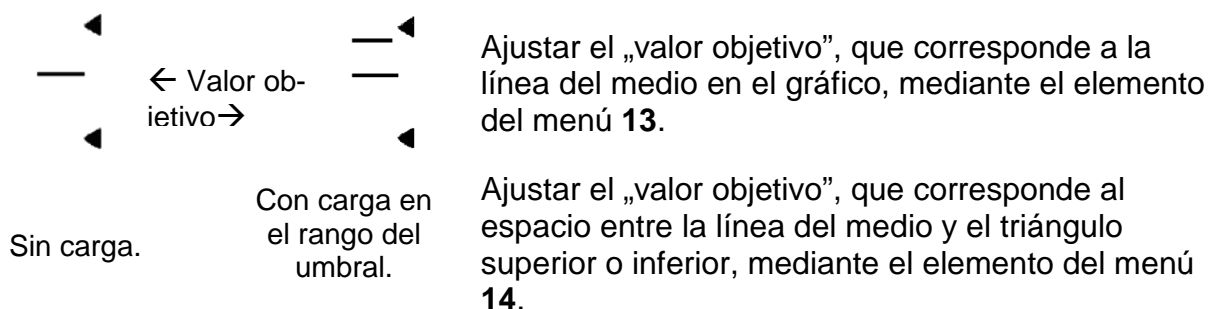 ← Valor ob-
jetivo→
Sin carga.
Con carga en
el rango del
umbral.
Ajustar el „valor objetivo”, que corresponde a la
línea del medio en el gráfico, mediante el elemento
del menú 13.
Ajustar el „valor objetivo”, que corresponde al
espacio entre la línea del medio y el triángulo
superior o inferior, mediante el elemento del menú
14.